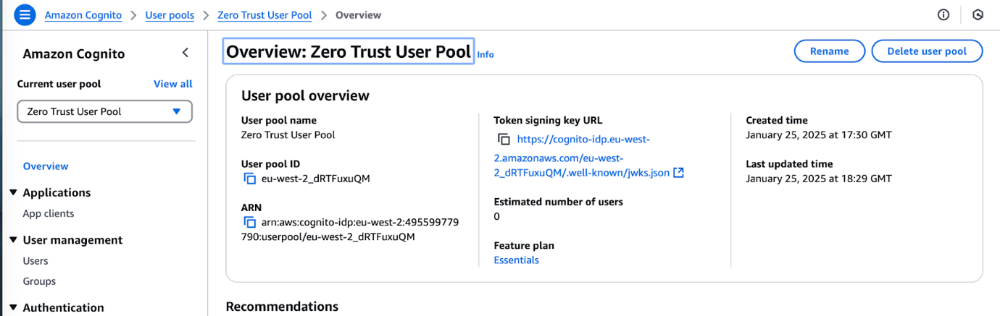 Amazon Cognito > User pools > Zero Trust User Pool > Overview
Amazon Cognito
Current user pool View all
Zero Trust User Pool
Overview
Applications
App clients
User management
Users
Groups
Authentication
Overview: Zero Trust User Pool Info
Rename Delete user pool
User pool overview
User pool name
Zero Trust User Pool
User pool ID
eu-west-2_dRTFuxuQM
ARN
arn:aws:cognito-idp:eu-west-2:495599779
790:userpool/eu-west-2_dRTFuxuQM
Token signing key URL
https://cognito-idp.eu-west-
2.amazonaws.com/eu-west-
2_dRTFuxuQM/.well-known/jwks.json
Estimated number of users
0
Feature plan
Essentials
Created time
January 25, 2025 at 17:30 GMT
Last updated time
January 25, 2025 at 18:29 GMT
Recommendations